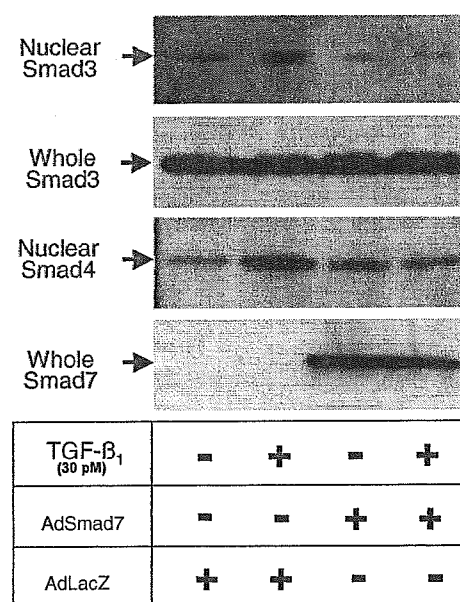 Nuclear
Smad3
Whole
Smad3
Nuclear
Smad4
Whole
Smad7
TGF-β₁ - + - +
(30 pM)
AdSmad7 - - + +
AdLacZ + + - -